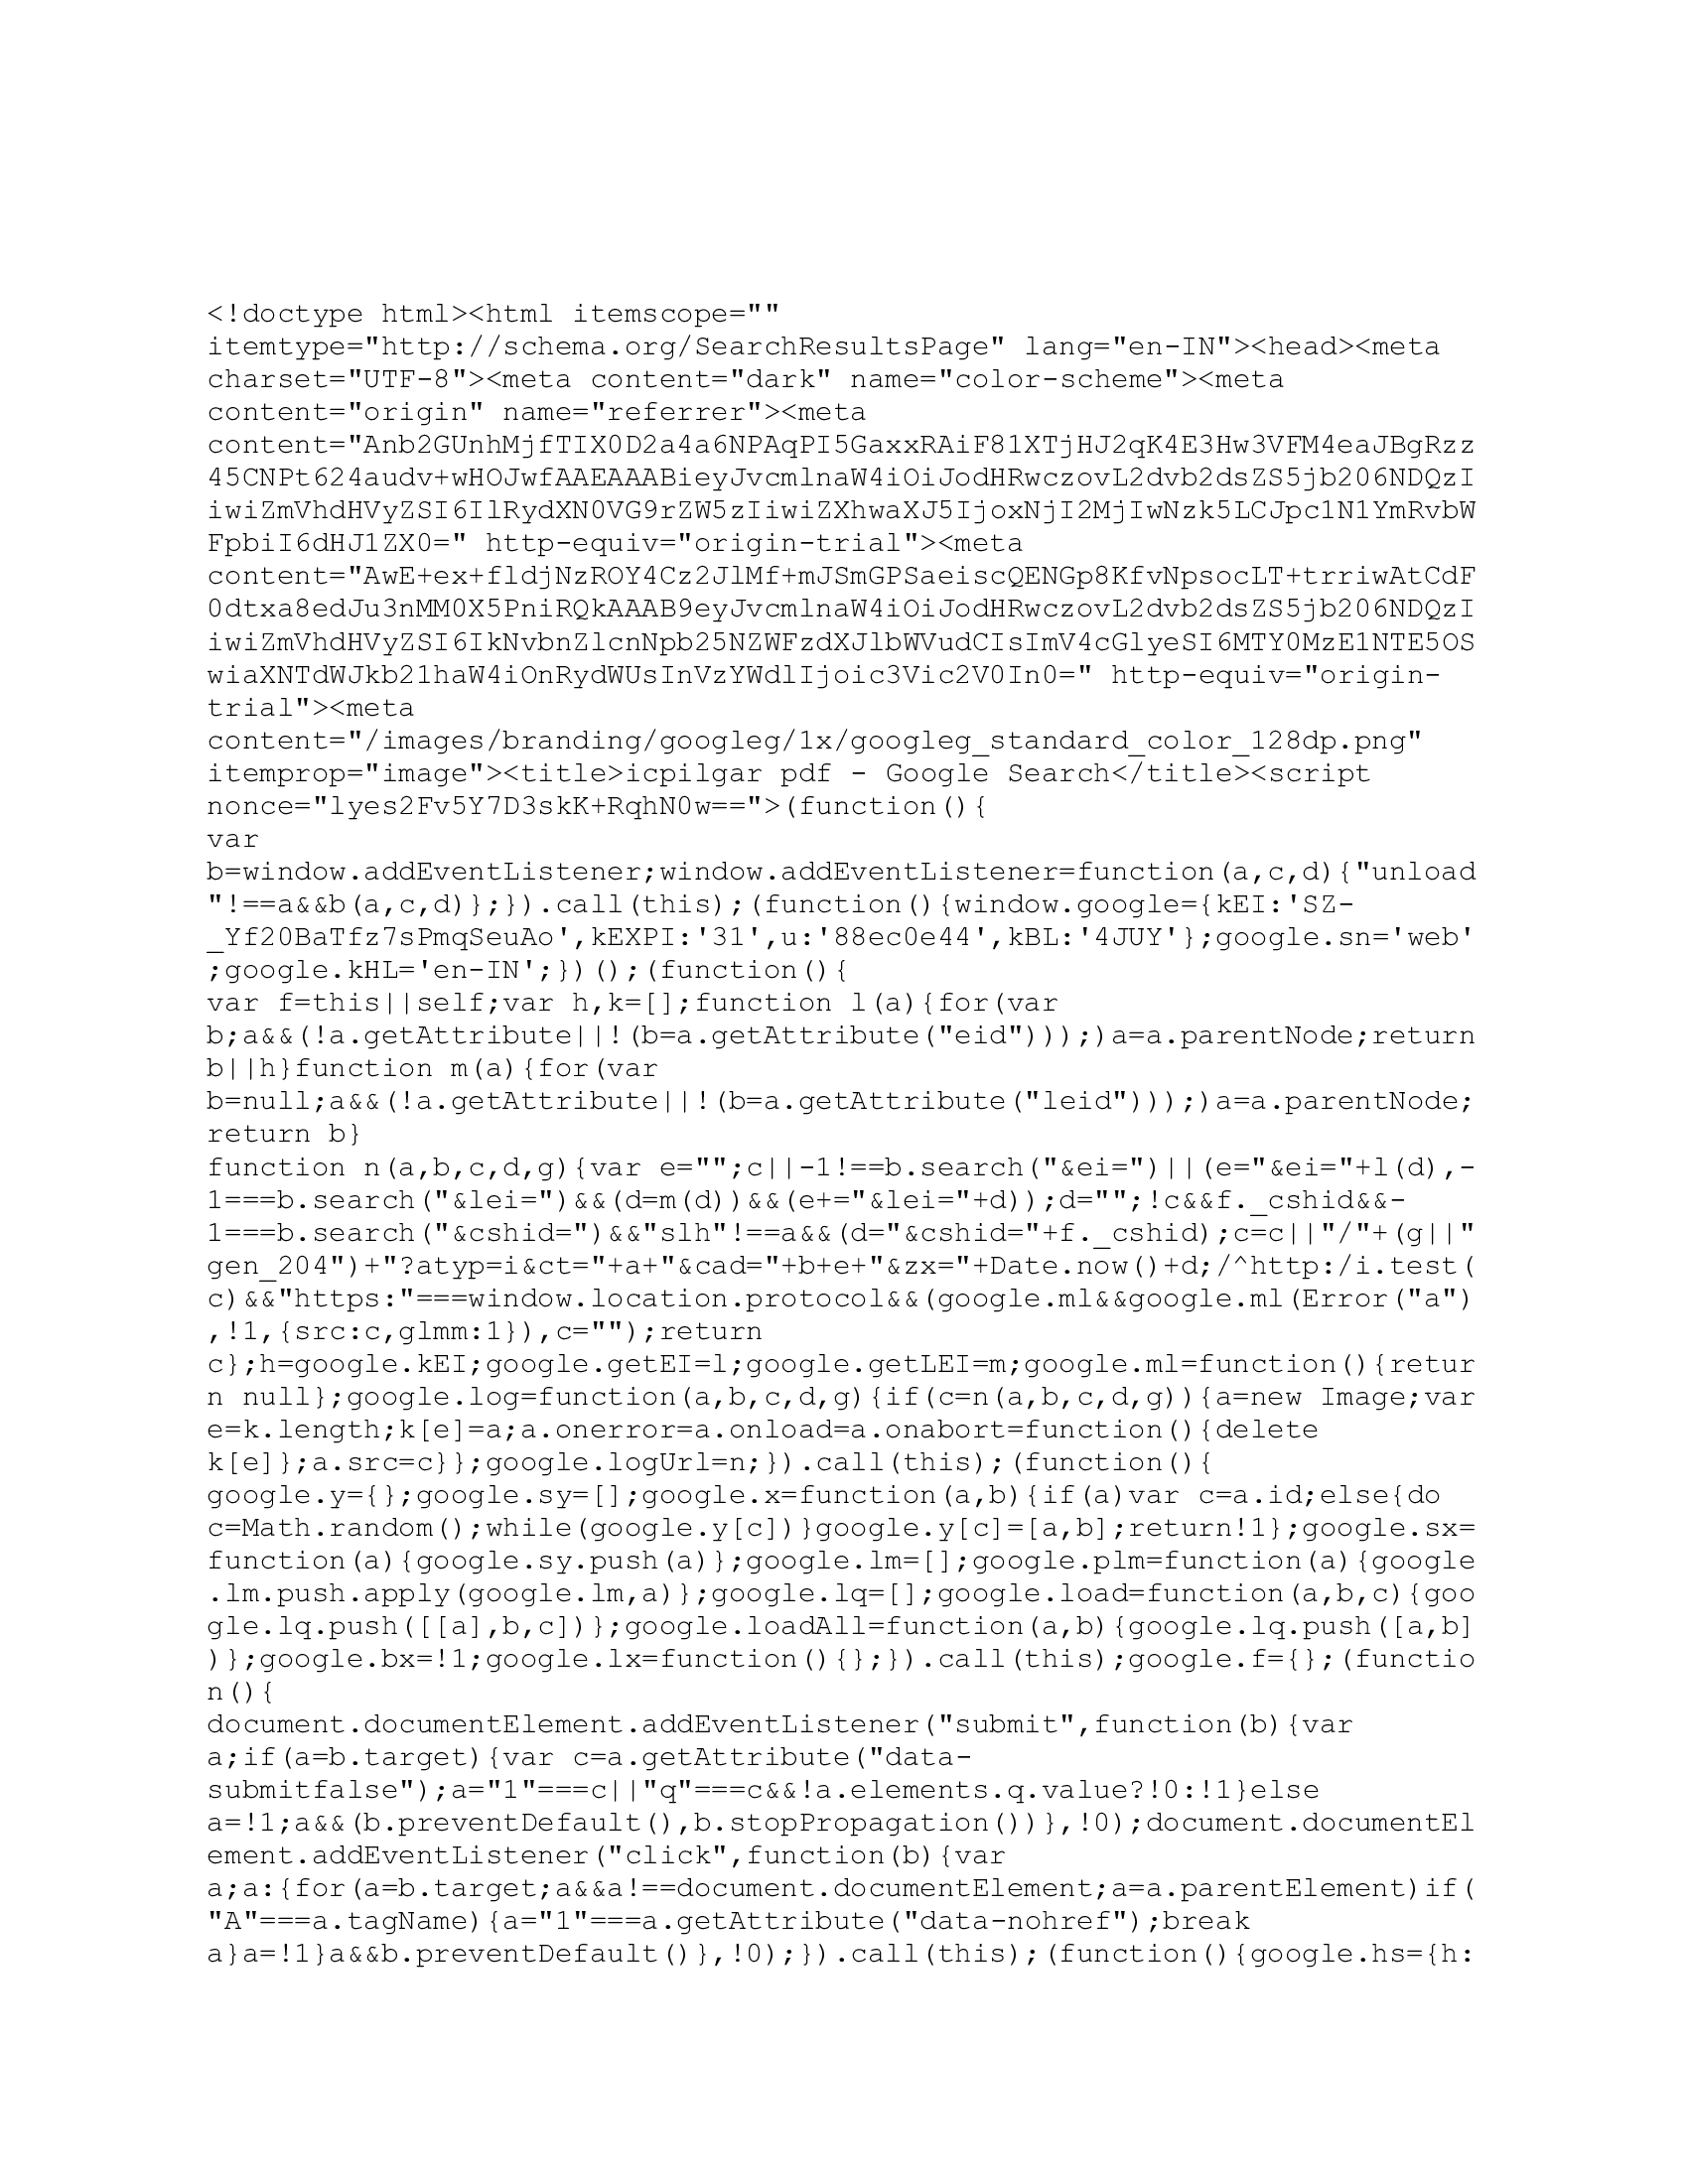 <!doctype html><html itemscope=""
itemtype="http://schema.org/SearchResultsPage" lang="en-IN"><head><meta
charset="UTF-8"><meta content="dark" name="color-scheme"><meta
content="origin" name="referrer"><meta
content="Anb2GUnhMjfTIX0D2a4a6NPAqPI5GaxxRAiF81XTjHJ2qK4E3Hw3VFM4eaJBgRzz
45CNPt624audv+wHOJwfAAEAAABieyJvcmlnaW4iOiJodHRwczovL2dvb2dsZS5jb206NDQzI
iwiZmVhdHVyZSI6IlRydXN0VG9rZW5zIiwiZXhwaXJ5IjoxNjI2MjIwNzk5LCJpc1N1YmRvbW
FpbiI6dHJ1ZX0=" http-equiv="origin-trial"><meta
content="AwE+ex+fldjNzROY4Cz2JlMf+mJSmGPSaeiscQENGp8KfvNpsocLT+trriwAtCdF
0dtxa8edJu3nMM0X5PniRQkAAAB9eyJvcmlnaW4iOiJodHRwczovL2dvb2dsZS5jb206NDQzI
iwiZmVhdHVyZSI6IkNvbnZlcnNpb25NZWFzdXJlbWVudCIsImV4cGlyeSI6MTY0MzE1NTE5OS
wiaXNTdWJkb21haW4iOnRydWUsInVzYWdlIjoic3Vic2V0In0=" http-equiv="origin-
trial"><meta
content="/images/branding/googleg/1x/googleg_standard_color_128dp.png"
itemprop="image"><title>icpilgar pdf - Google Search</title><script
nonce="lyes2Fv5Y7D3skK+RqhN0w==">(function(){
var
b=window.addEventListener;window.addEventListener=function(a,c,d){"unload
"!==a&&b(a,c,d)};}).call(this);(function(){window.google={kEI:'SZ-
_Yf20BaTfz7sPmqSeuAo',kEXPI:'31',u:'88ec0e44',kBL:'4JUY'};google.sn='web'
;google.kHL='en-IN';})();(function(){
var f=this||self;var h,k=[];function l(a){for(var
b;a&&(!a.getAttribute||!(b=a.getAttribute("eid")));)a=a.parentNode;return
b||h}function m(a){for(var
b=null;a&&(!a.getAttribute||!(b=a.getAttribute("leid")));)a=a.parentNode;
return b}
function n(a,b,c,d,g){var e="";c||-1!==b.search("&ei=")||(e="&ei="+l(d),-
1===b.search("&lei=")&&(d=m(d))&&(e+="&lei="+d));d="";!c&&f._cshid&&-
1===b.search("&cshid=")&&"slh"!==a&&(d="&cshid="+f._cshid);c=c||"/"+(g||"
gen_204")+"?atyp=i&ct="+a+"&cad="+b+e+"&zx="+Date.now()+d;/^http:/i.test(
c)&&"https:"===window.location.protocol&&(google.ml&&google.ml(Error("a")
,!1,{src:c,glmm:1}),c="");return
c};h=google.kEI;google.getEI=l;google.getLEI=m;google.ml=function(){retur
n null};google.log=function(a,b,c,d,g){if(c=n(a,b,c,d,g)){a=new Image;var
e=k.length;k[e]=a;a.onerror=a.onload=a.onabort=function(){delete
k[e]};a.src=c}};google.logUrl=n;}).call(this);(function(){
google.y={};google.sy=[];google.x=function(a,b){if(a)var c=a.id;else{do
c=Math.random();while(google.y[c])}google.y[c]=[a,b];return!1};google.sx=
function(a){google.sy.push(a)};google.lm=[];google.plm=function(a){google
.lm.push.apply(google.lm,a)};google.lq=[];google.load=function(a,b,c){goo
gle.lq.push([[a],b,c])};google.loadAll=function(a,b){google.lq.push([a,b]
)};google.bx=!1;google.lx=function(){};}).call(this);google.f={};(functio
n(){
document.documentElement.addEventListener("submit",function(b){var
a;if(a=b.target){var c=a.getAttribute("data-
submitfalse");a="1"===c||"q"===c&&!a.elements.q.value?!0:!1}else
a=!1;a&&(b.preventDefault(),b.stopPropagation())},!0);document.documentEl
ement.addEventListener("click",function(b){var
a;a:{for(a=b.target;a&&a!==document.documentElement;a=a.parentElement)if(
"A"===a.tagName){a="1"===a.getAttribute("data-nohref");break
a}a=!1}a&&b.preventDefault()},!0);}).call(this);(function(){google.hs={h: